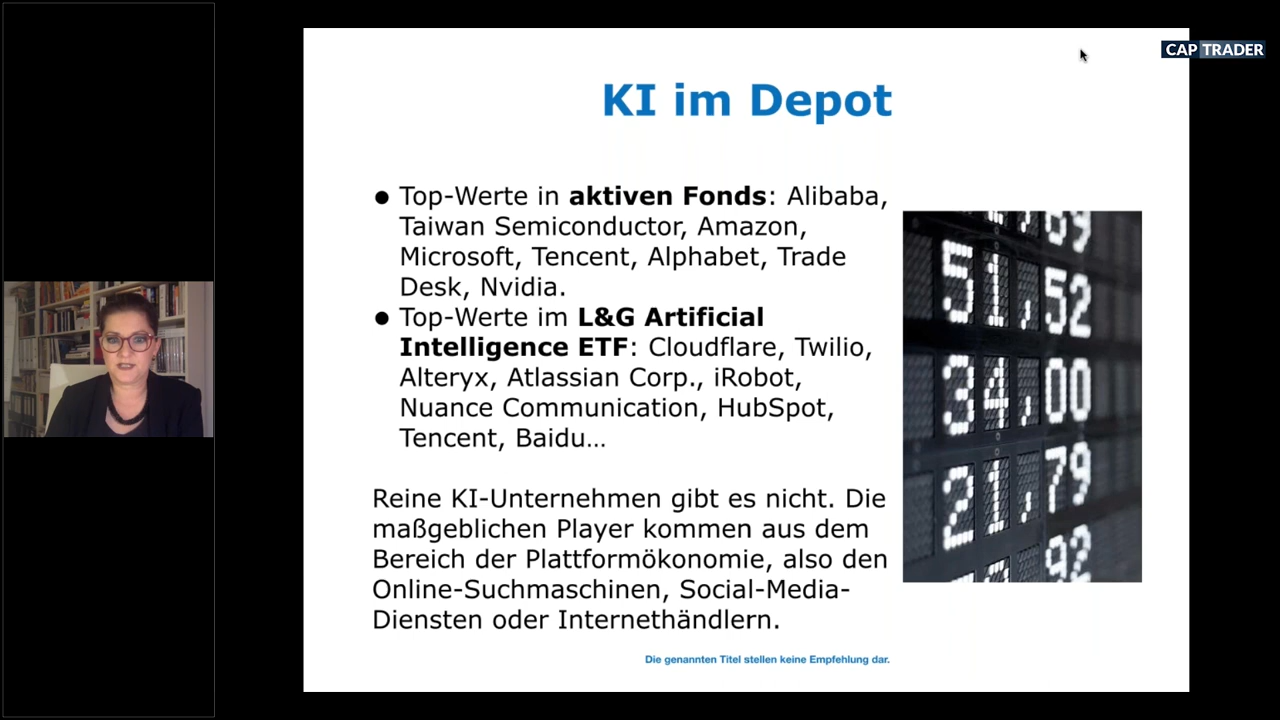 CAP TRADER
KI im Depot
● Top-Werte in aktiven Fonds: Alibaba,
Taiwan Semiconductor, Amazon,
Microsoft, Tencent, Alphabet, Trade
Desk, Nvidia.
● Top-Werte im L&G Artificial
Intelligence ETF: Cloudflare, Twilio,
Alteryx, Atlassian Corp., iRobot,
Nuance Communication, HubSpot,
Tencent, Baidu…
Reine KI-Unternehmen gibt es nicht. Die
maßgeblichen Player kommen aus dem
Bereich der Plattformökonomie, also den
Online-Suchmaschinen, Social-Media-
Diensten oder Internethändlern.
51,52
34,00
21,79
Die genannten Titel stellen keine Empfehlung dar.